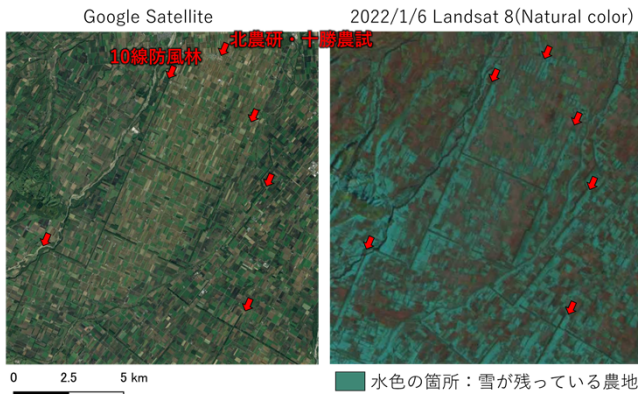 Google Satellite
2022/1/6 Landsat 8(Natural color)
北農研・十勝農試
10線防風林
0 2.5 5 km
水色の箇所：雪が残っている農地